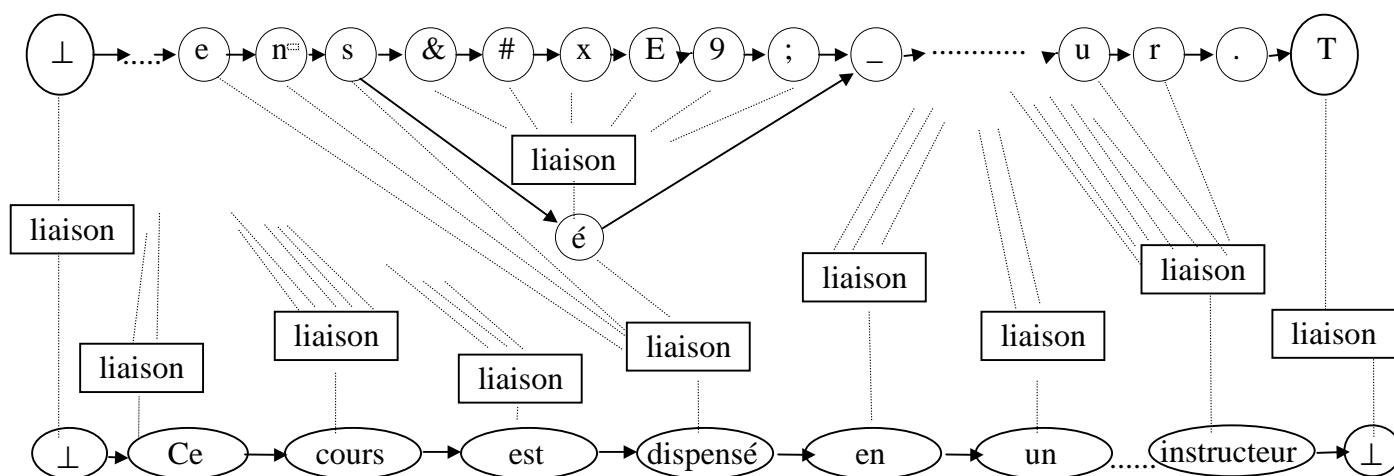 ⊥ ..... e n s & # x E 9 ; _ ............ u r . T
liaison
liaison
é
liaison
liaison
liaison
liaison
liaison
liaison
liaison
liaison
liaison
⊥ Ce cours est dispensé en un ...... instructeur ⊥